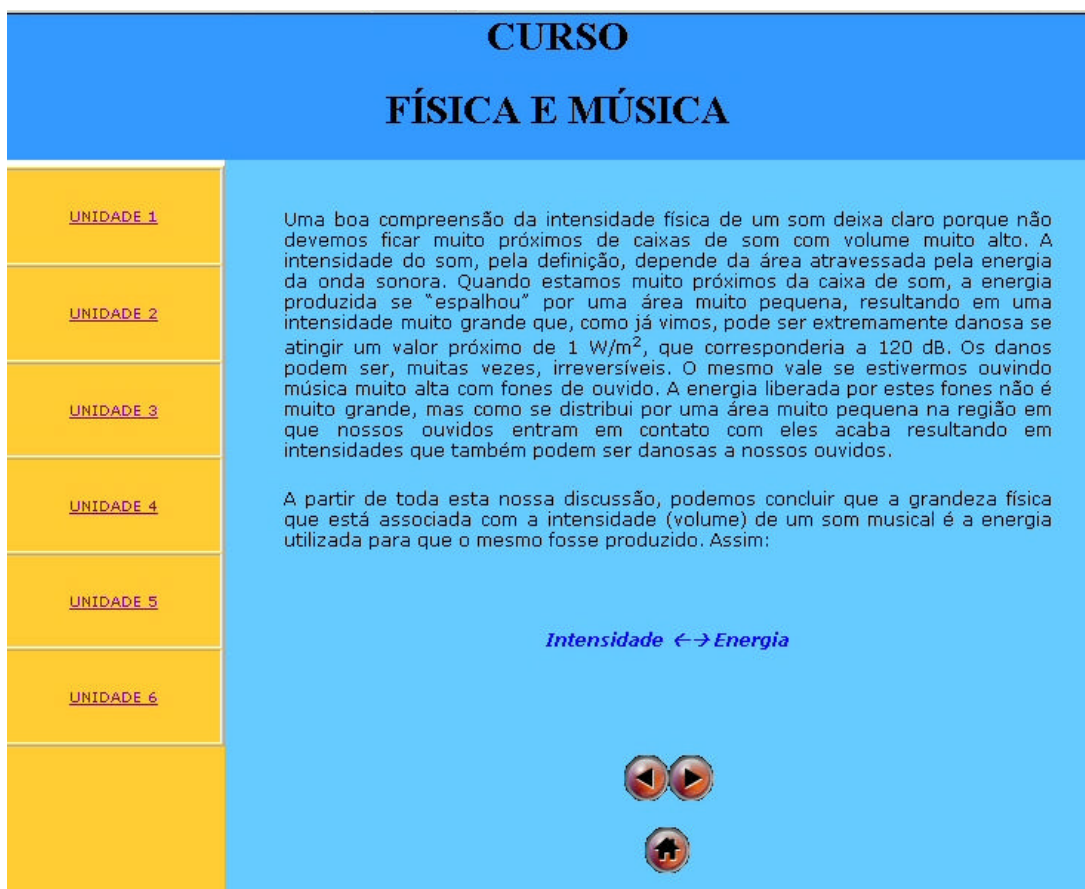 CURSO
FÍSICA E MÚSICA
UNIDADE 1
UNIDADE 2
UNIDADE 3
UNIDADE 4
UNIDADE 5
UNIDADE 6
Uma boa compreensão da intensidade física de um som deixa claro porque não
devemos ficar muito próximos de caixas de som com volume muito alto. A
intensidade do som, pela definição, depende da área atravessada pela energia
da onda sonora. Quando estamos muito próximos da caixa de som, a energia
produzida se “espalhou” por uma área muito pequena, resultando em uma
intensidade muito grande que, como já vimos, pode ser extremamente danosa se
atingir um valor próximo de 1 W/m², que corresponderia a 120 dB. Os danos
podem ser, muitas vezes, irreversíveis. O mesmo vale se estivermos ouvindo
música muito alta com fones de ouvido. A energia liberada por estes fones não é
muito grande, mas como se distribui por uma área muito pequena na região em
que nossos ouvidos entram em contato com eles acaba resultando em
intensidades que também podem ser danosas a nossos ouvidos.
A partir de toda esta nossa discussão, podemos concluir que a grandeza física
que está associada com a intensidade (volume) de um som musical é a energia
utilizada para que o mesmo fosse produzido. Assim:
Intensidade ←→ Energia